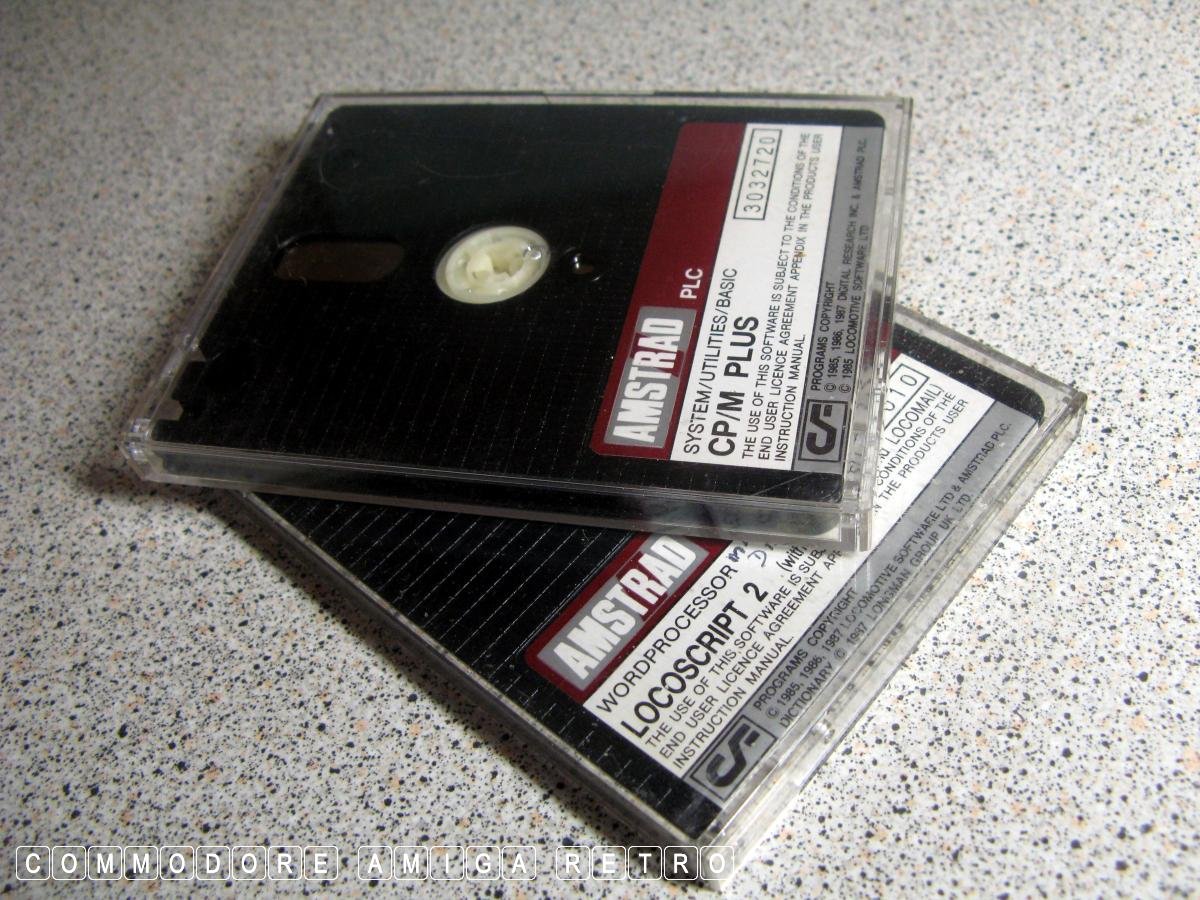 AMSTRAD PLC
3032720
SYSTEM/UTILITIES/BASIC
CP/M PLUS
THE USE OF THIS SOFTWARE IS SUBJECT TO THE CONDITIONS OF THE
END USER LICENCE AGREEMENT APPENDIX IN THE PRODUCTS USER
INSTRUCTION MANUAL.
PROGRAMS COPYRIGHT
© 1985, 1986, 1987 DIGITAL RESEARCH INC. & AMSTRAD PLC.
© 1985 LOCOMOTIVE SOFTWARE LTD
AMSTRAD
WORDPROCESSOR
LOCOSCRIPT 2 LOCOMAIL)
THE USE OF THIS SOFTWARE IS CONDITIONS OF THE
END USER LICENCE AGREEMENT THE PRODUCTS USER
INSTRUCTION MANUAL.
PROGRAMS COPYRIGHT
© 1985, 1986, 1987 LOCOMOTIVE SOFTWARE LTD & AMSTRAD PLC.
DICTIONARY © 1987 LONGMAN GROUP UK LTD.
COMMODORE AMIGA RETRO